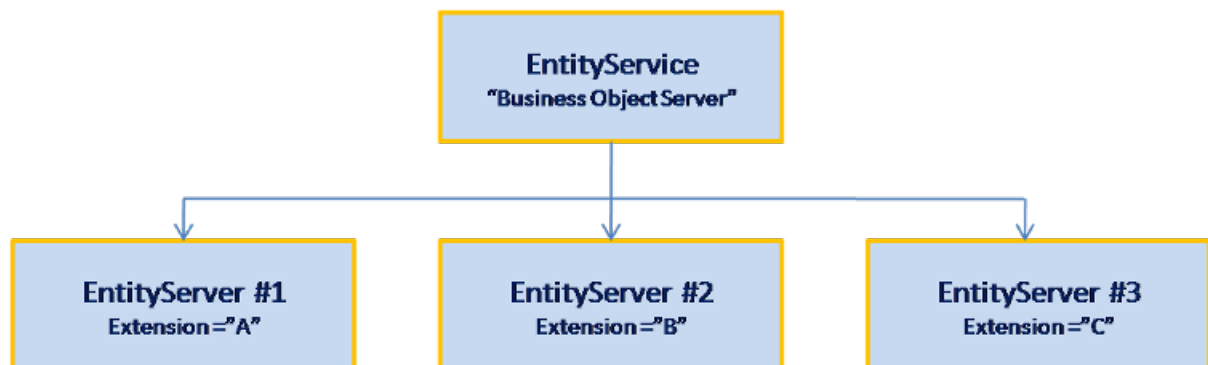 EntityService
“Business Object Server”
EntityServer #1
Extension =”A”
EntityServer #2
Extension =”B”
EntityServer #3
Extension =”C”